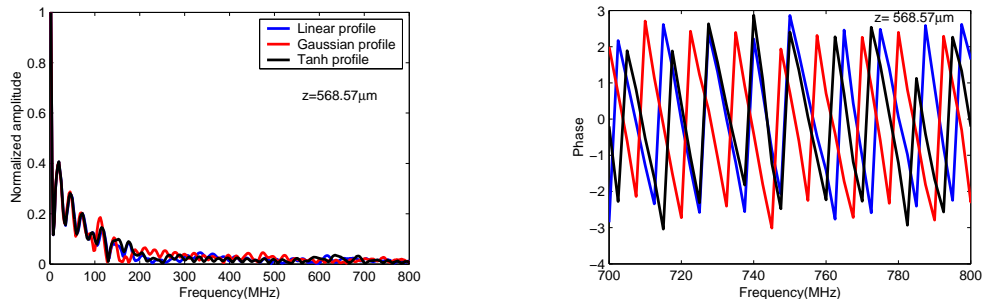 1
0.8
0.6
0.4
0.2
0
0 100 200 300 400 500 600 700 800
Normalized amplitude
Frequency(MHz)
Linear profile
Gaussian profile
Tanh profile
z=568.57μm
3
2
1
0
−1
−2
−3
−4
700 720 740 760 780 800
Phase
Frequency(MHz)
z= 568.57μm